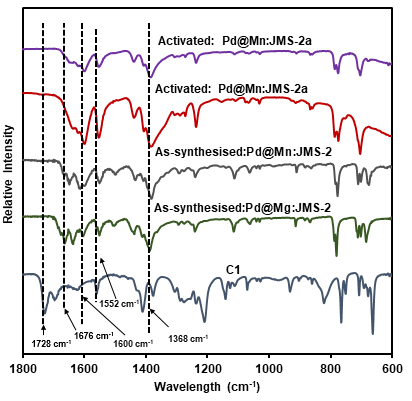 Activated: Pd@Mn:JMS-2a
Activated: Pd@Mn:JMS-2a
As-synthesised:Pd@Mn:JMS-2
As-synthesised:Pd@Mg:JMS-2
C1
1552 cm-1
1368 cm-1
1600 cm-1
1676 cm-1
1728 cm-1
Relative Intensity
1800 1600 1400 1200 1000 800 600
Wavelength (cm-1)